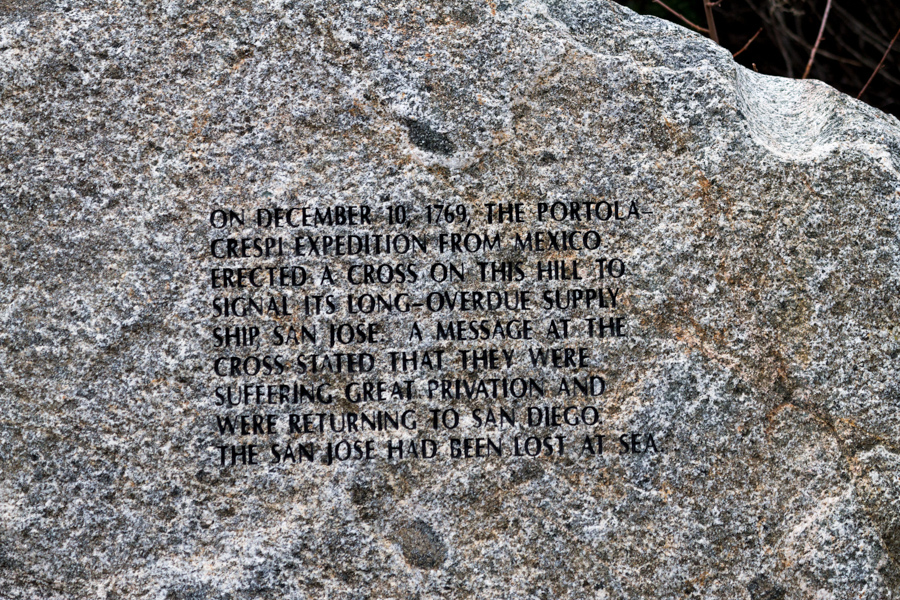 ON DECEMBER 10, 1769, THE PORTOLA-
CRESPI EXPEDITION FROM MEXICO
ERECTED A CROSS ON THIS HILL TO
SIGNAL ITS LONG-OVERDUE SUPPLY
SHIP, SAN JOSE. A MESSAGE AT THE
CROSS STATED THAT THEY WERE
SUFFERING GREAT PRIVATION AND
WERE RETURNING TO SAN DIEGO.
THE SAN JOSE HAD BEEN LOST AT SEA.